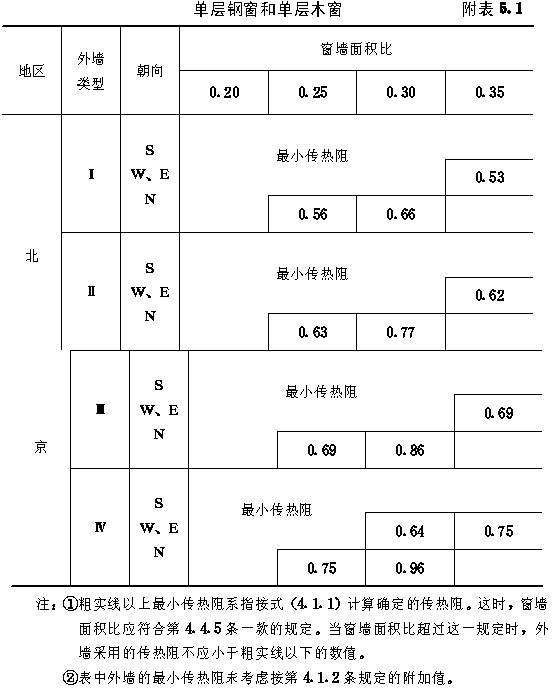 单层钢窗和单层木窗 附表5.1
地区 外墙类型 朝向 窗墙面积比
0.20 0.25 0.30 0.35
北
Ⅰ S 最小传热阻
W、E 0.53
N 0.56 0.66
Ⅱ S 最小传热阻
W、E 0.62
N 0.63 0.77
京
Ⅲ S 最小传热阻
W、E 0.69
N 0.69 0.86
Ⅳ S 最小传热阻
W、E 0.64 0.75
N 0.75 0.96
注：①粗实线以上最小传热阻系指按式（4.1.1）计算确定的传热阻。这时，窗墙
面积比应符合第4.4.5条一款的规定。当窗墙面积比超过这一规定时，外
墙采用的传热阻不应小于粗实线以下的数值。
②表中外墙的最小传热阻未考虑按第4.1.2条规定的附加值。